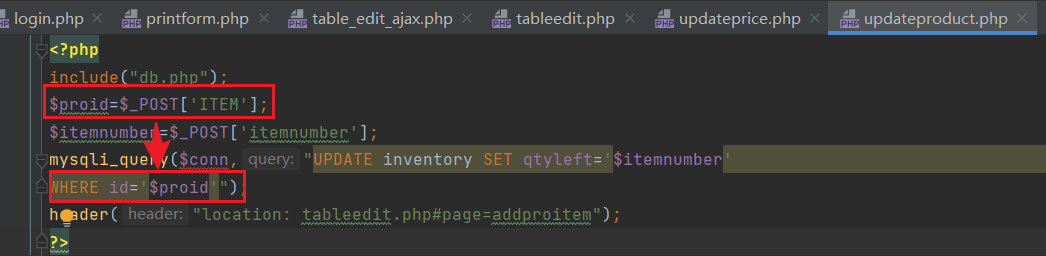 login.php × printform.php × table_edit_ajax.php × tableedit.php × updateprice.php × updateproduct.php ×
<?php
include("db.php");
$proid=$_POST['ITEM'];
$itemnumber=$_POST['itemnumber'];
mysqli_query($conn, query: "UPDATE inventory SET qtyleft='$itemnumber'
WHERE id='$proid'");
header( header: "location: tableedit.php#page=addproitem");
?>